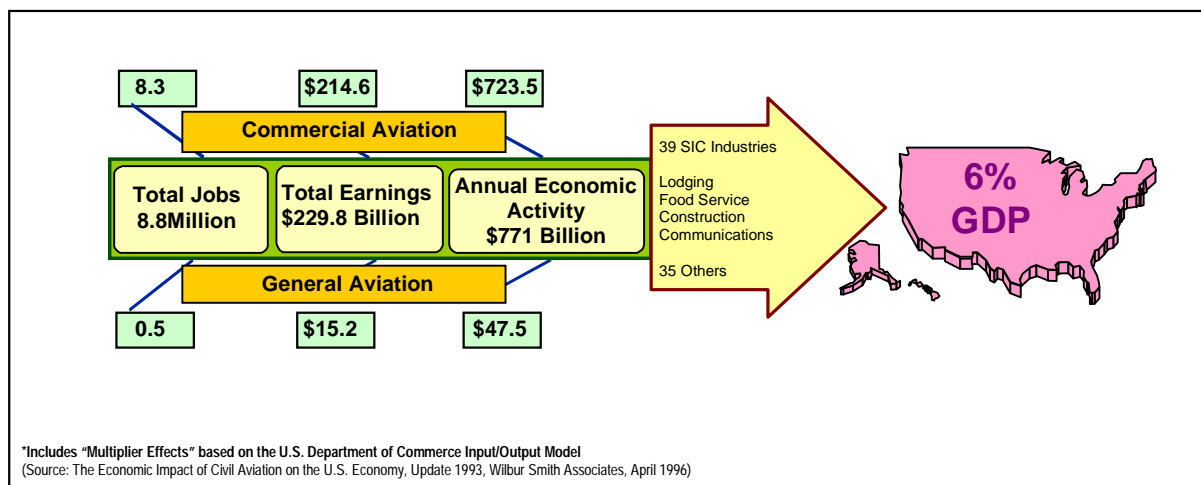 8.3
$214.6
$723.5
Commercial Aviation
Total Jobs
8.8Million
Total Earnings
$229.8 Billion
Annual Economic
Activity
$771 Billion
General Aviation
0.5
$15.2
$47.5
39 SIC Industries
Lodging
Food Service
Construction
Communications
35 Others
6%
GDP
*Includes “Multiplier Effects” based on the U.S. Department of Commerce Input/Output Model
(Source: The Economic Impact of Civil Aviation on the U.S. Economy, Update 1993, Wilbur Smith Associates, April 1996)